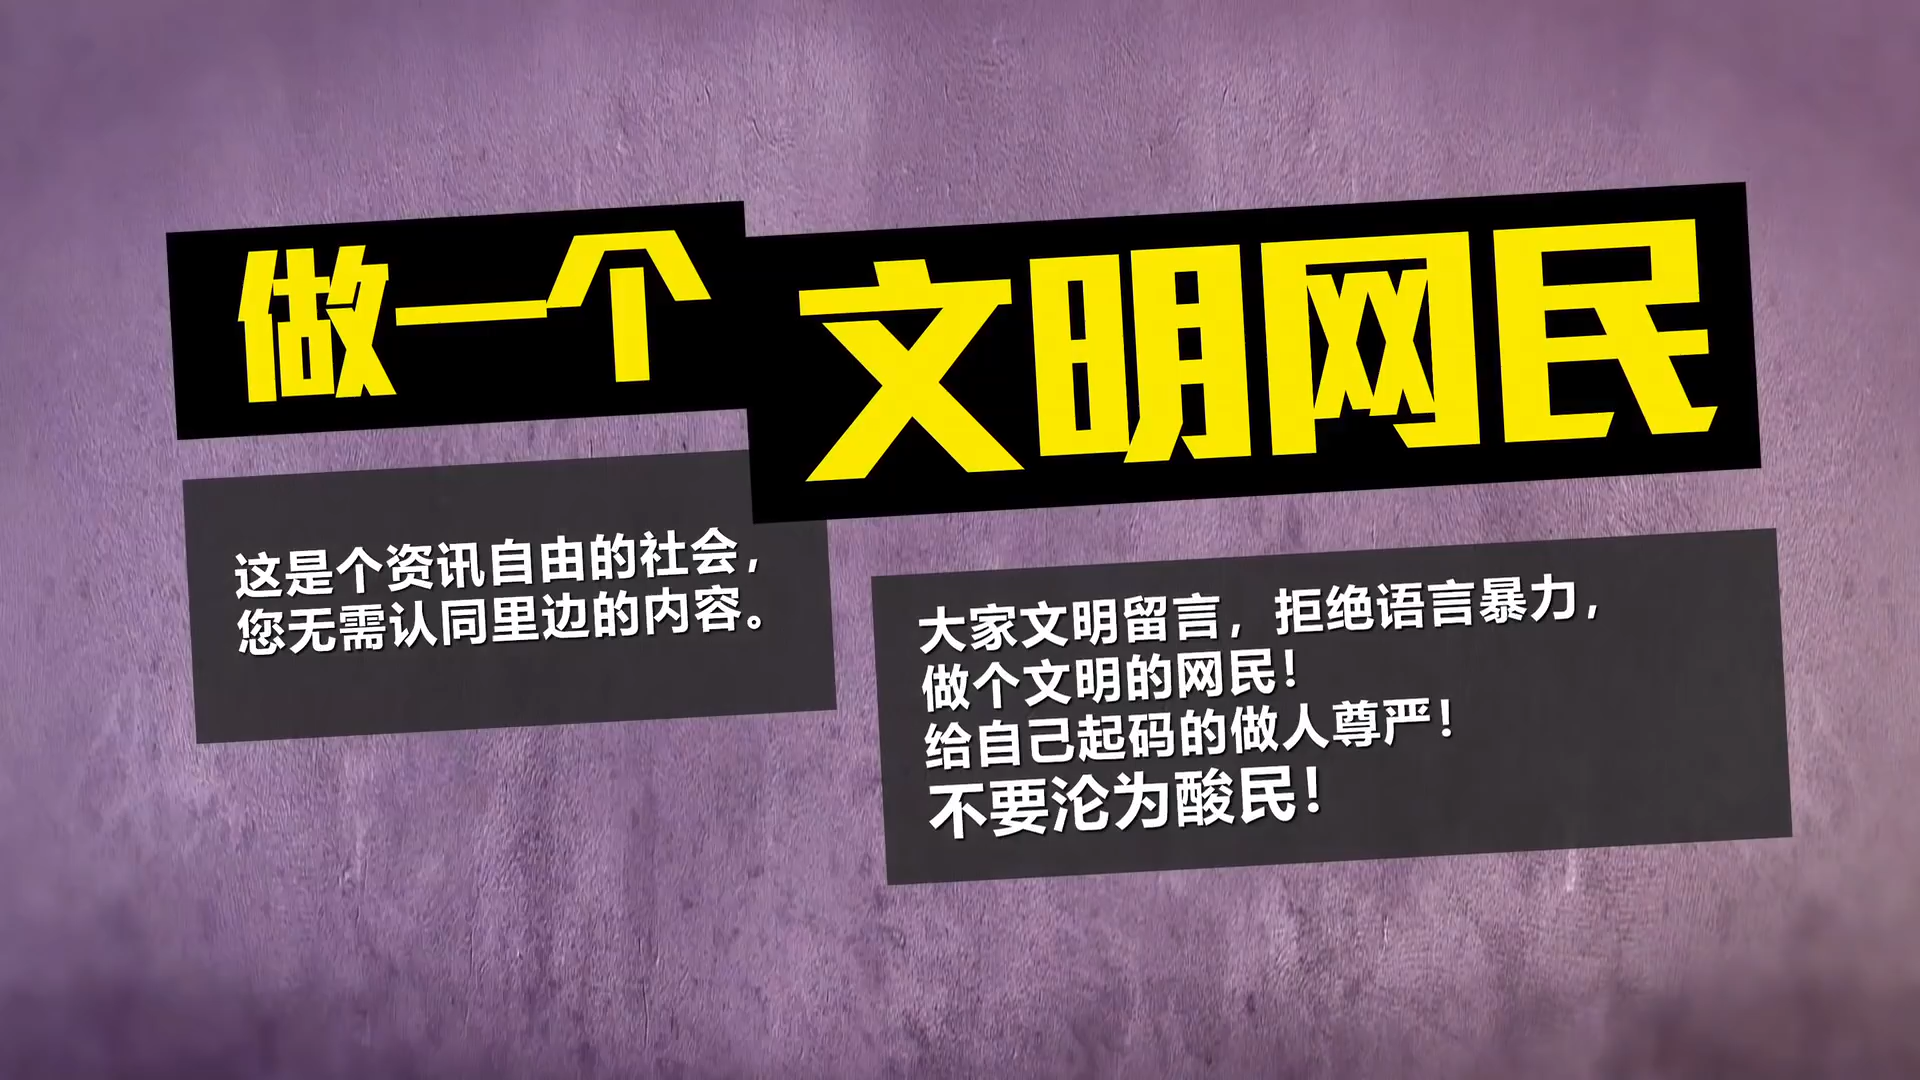 做一个
文明网民
这是个资讯自由的社会，
您无需认同里边的内容。
大家文明留言，拒绝语言暴力，
做个文明的网民！
给自己起码的做人尊严！
不要沦为酸民！